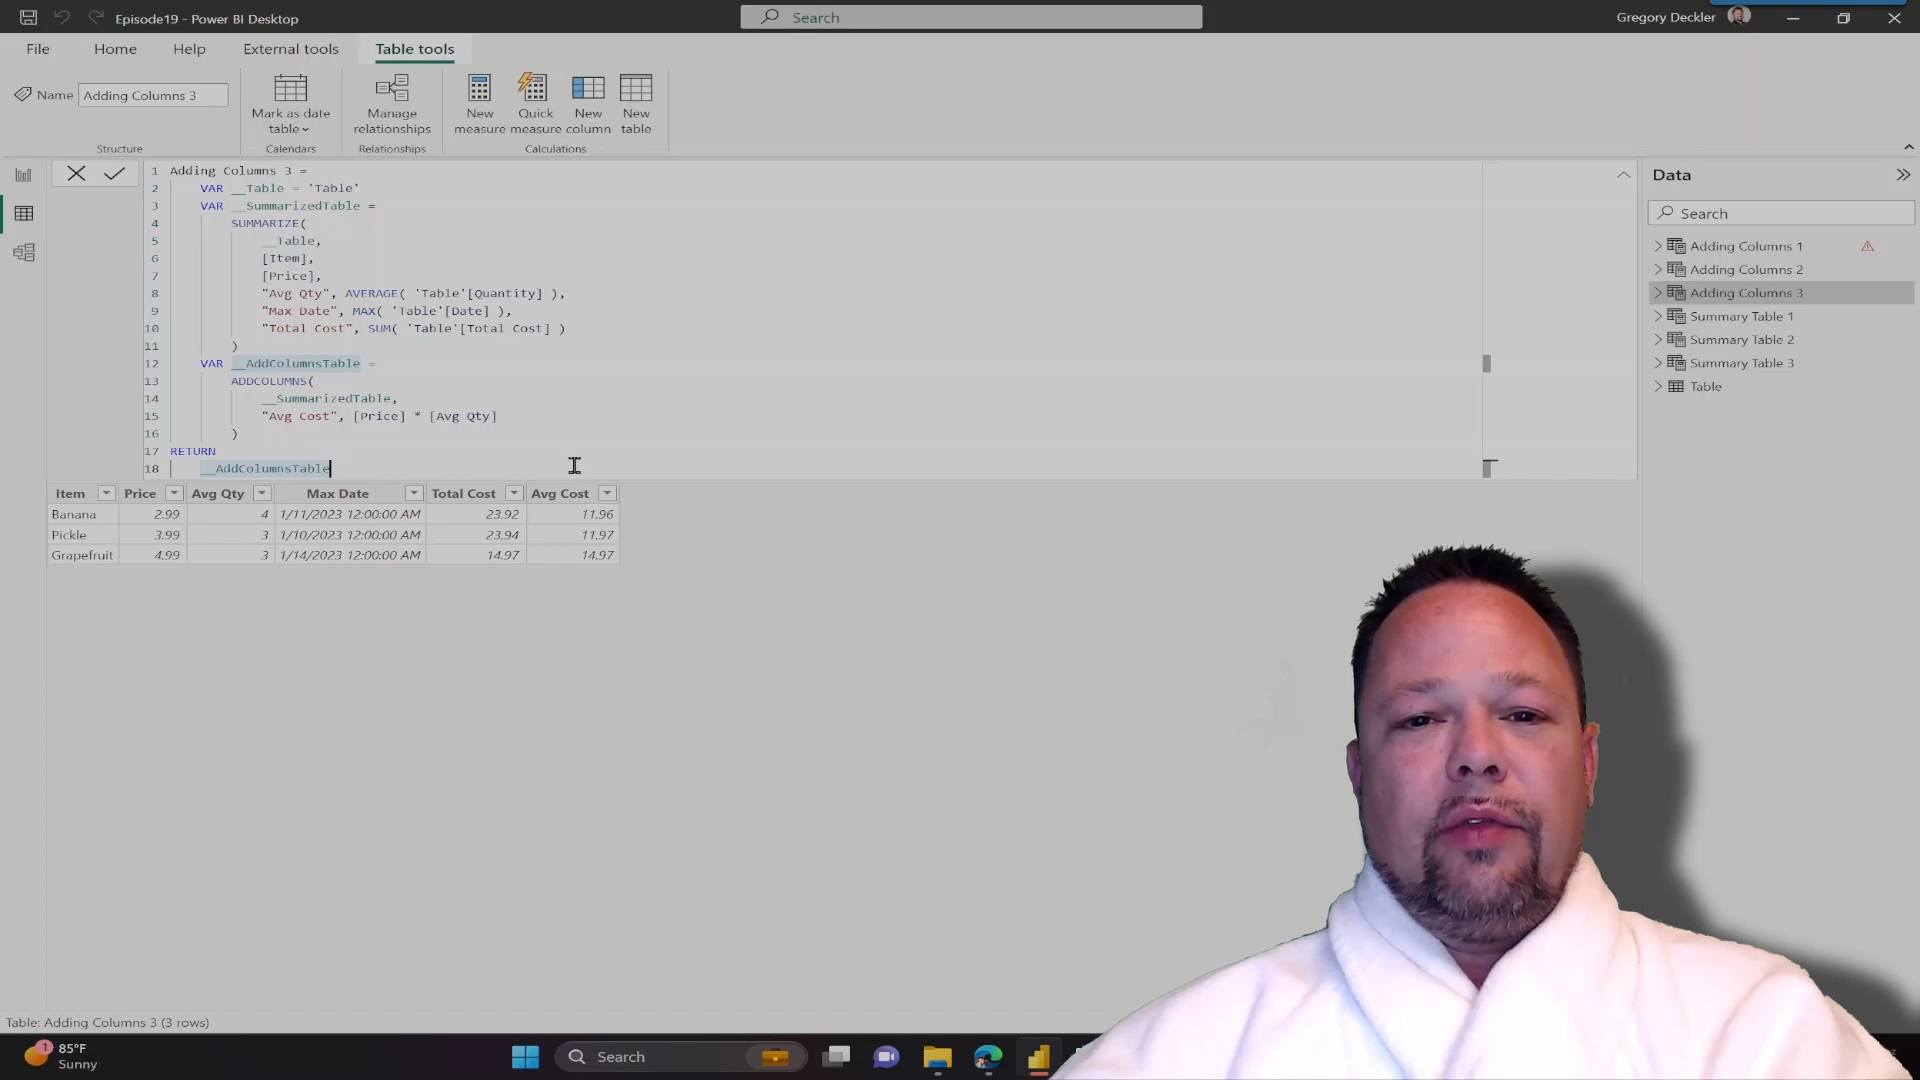 Episode19 - Power BI Desktop
Search
Gregory Deckler
File Home Help External tools Table tools
Name Adding Columns 3
Mark as date table
Manage relationships
New measure
Quick measure
New column
New table
Structure Calendars Relationships Calculations
1 Adding Columns 3 =
2 VAR __Table = 'Table'
3 VAR __SummarizedTable =
4 SUMMARIZE(
5 __Table,
6 [Item],
7 [Price],
8 "Avg Qty", AVERAGE( 'Table'[Quantity] ),
9 "Max Date", MAX( 'Table'[Date] ),
10 "Total Cost", SUM( 'Table'[Total Cost] )
11 )
12 VAR __AddColumnsTable =
13 ADDCOLUMNS(
14 __SummarizedTable,
15 "Avg Cost", [Price] * [Avg Qty]
16 )
17 RETURN
18 __AddColumnsTable
Item Price Avg Qty Max Date Total Cost Avg Cost
Banana 2.99 4 1/11/2023 12:00:00 AM 23.92 11.96
Pickle 3.99 3 1/10/2023 12:00:00 AM 23.94 11.97
Grapefruit 4.99 3 1/14/2023 12:00:00 AM 14.97 14.97
Data
Search
Adding Columns 1
Adding Columns 2
Adding Columns 3
Summary Table 1
Summary Table 2
Summary Table 3
Table
Table: Adding Columns 3 (3 rows)
1
85°F
Sunny
Search